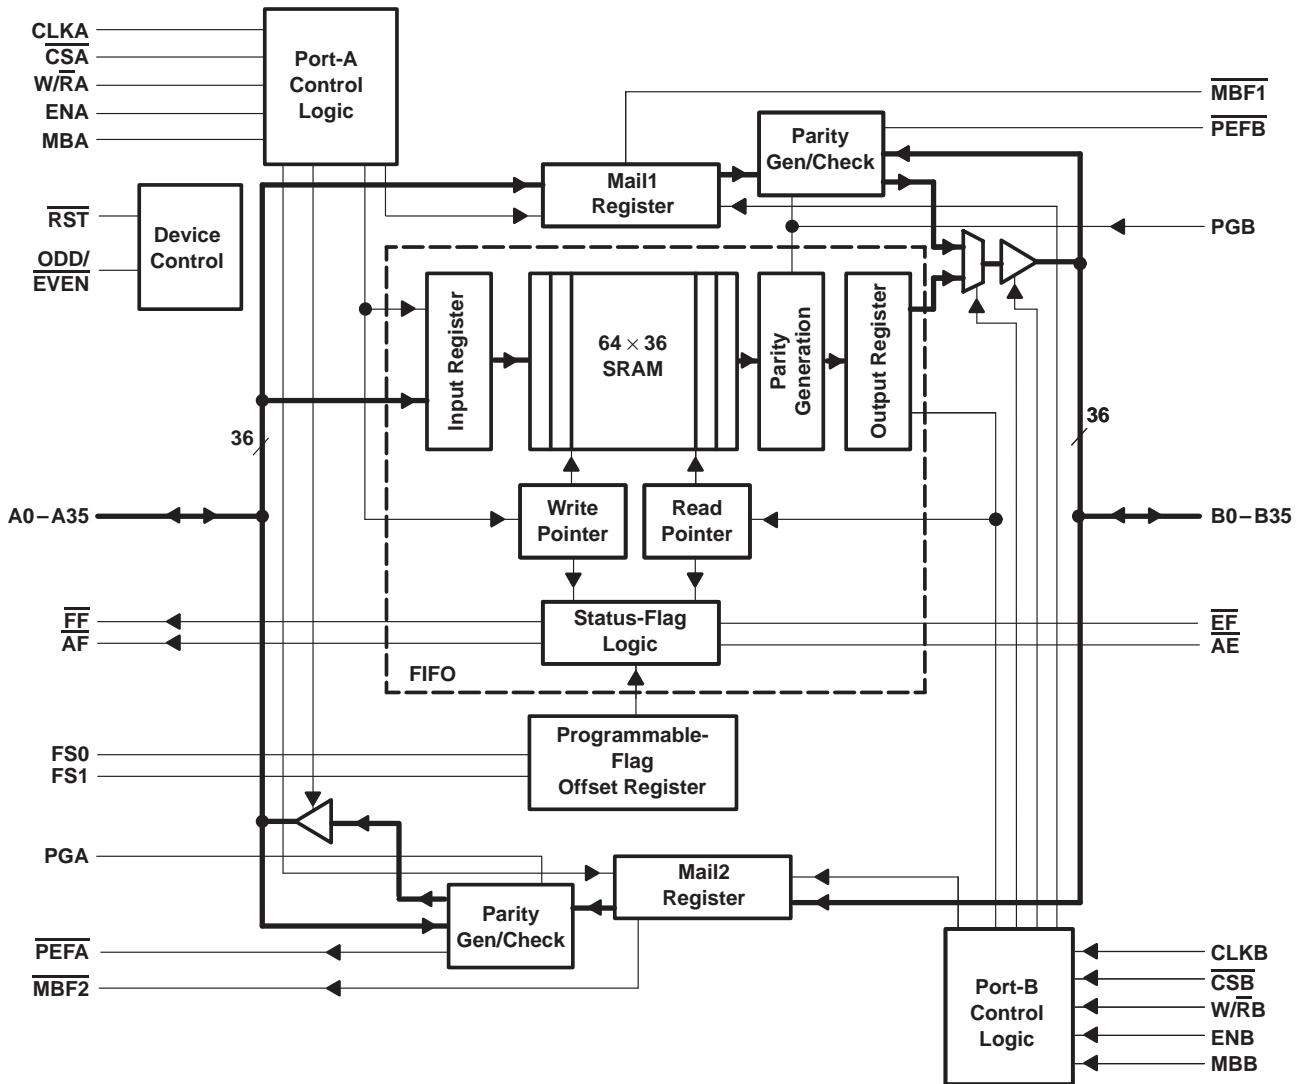 CLKA
CSA
W/RA
ENA
MBA
Port-A
Control
Logic
MBF1
PEFB
Parity
Gen/Check
Mail1
Register
RST
ODD/
EVEN
Device
Control
PGB
Input Register
64 × 36
SRAM
Parity
Generation
Output Register
36
36
Write
Pointer
Read
Pointer
A0–A35
B0–B35
FF
AF
Status-Flag
Logic
EF
AE
FIFO
FS0
FS1
Programmable-
Flag
Offset Register
PGA
Mail2
Register
Parity
Gen/Check
PEFA
MBF2
Port-B
Control
Logic
CLKB
CSB
W/RB
ENB
MBB